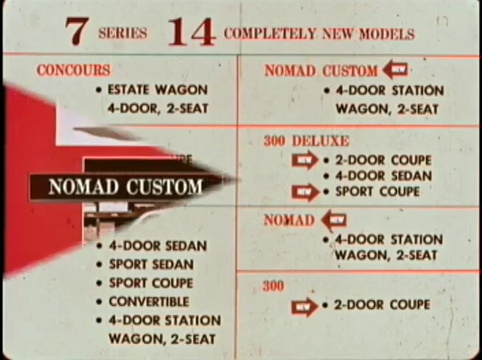 7 SERIES 14 COMPLETELY NEW MODELS
CONCOURS
• ESTATE WAGON
4-DOOR, 2-SEAT
NOMAD CUSTOM
• 4-DOOR SEDAN
• SPORT SEDAN
• SPORT COUPE
• CONVERTIBLE
• 4-DOOR STATION
WAGON, 2-SEAT
NOMAD CUSTOM NEW
• 4-DOOR STATION
WAGON, 2-SEAT
300 DELUXE
NEW • 2-DOOR COUPE
• 4-DOOR SEDAN
NEW • SPORT COUPE
NOMAD NEW
• 4-DOOR STATION
WAGON, 2-SEAT
300
NEW • 2-DOOR COUPE